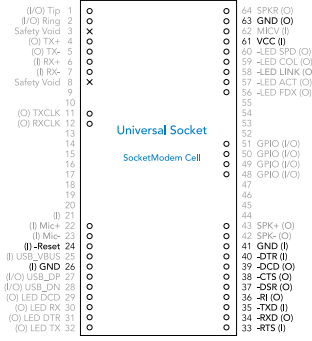 (I/O) Tip 1
(I/O) Ring 2
Safety Void 3
(O) TX+ 4
(O) TX- 5
(I) RX+ 6
(I) RX- 7
Safety Void 8
9
10
(O) TXCLK 11
(O) RXCLK 12
13
14
15
16
17
18
19
20
(I) 21
(I) Mic+ 22
(I) Mic- 23
(I) -Reset 24
(I) USB_VBUS 25
(I) GND 26
(I/O) USB_DP 27
(I/O) USB_DN 28
(O) LED DCD 29
(O) LED RX 30
(O) LED DTR 31
(O) LED TX 32
Universal Socket
SocketModem Cell
64 SPKR (O)
63 GND (O)
62 MICV (I)
61 VCC (I)
60 -LED SPD (O)
59 -LED COL (O)
58 -LED LINK (O
57 -LED ACT (O)
56 -LED FDX (O)
55
54
53
52
51 GPIO (I/O)
50 GPIO (I/O)
49 GPIO (I/O)
48 GPIO (I/O)
47
46
45
44
43 SPK+ (O)
42 SPK- (O)
41 GND (I)
40 -DTR (I)
39 -DCD (O)
38 -CTS (O)
37 -DSR (O)
36 -RI (O)
35 -TXD (I)
34 -RXD (O)
33 -RTS (I)